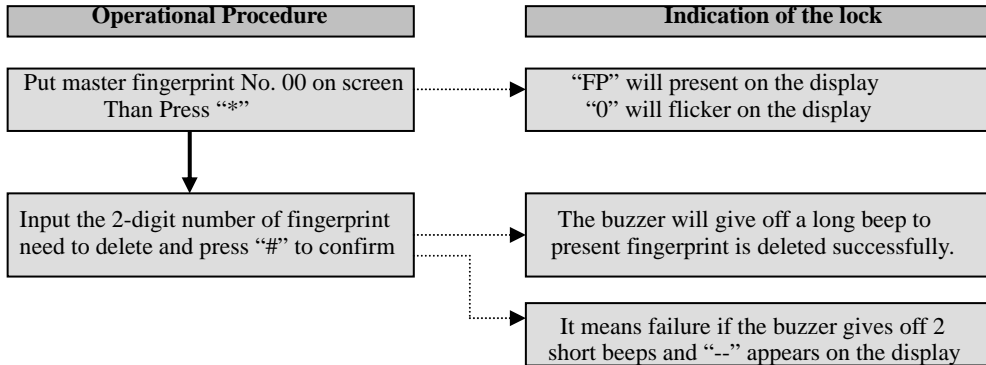 Operational Procedure
Indication of the lock
Put master fingerprint No. 00 on screen
Than Press “*”
“FP” will present on the display
“0” will flicker on the display
Input the 2-digit number of fingerprint
need to delete and press “#” to confirm
The buzzer will give off a long beep to
present fingerprint is deleted successfully.
It means failure if the buzzer gives off 2
short beeps and “--” appears on the display